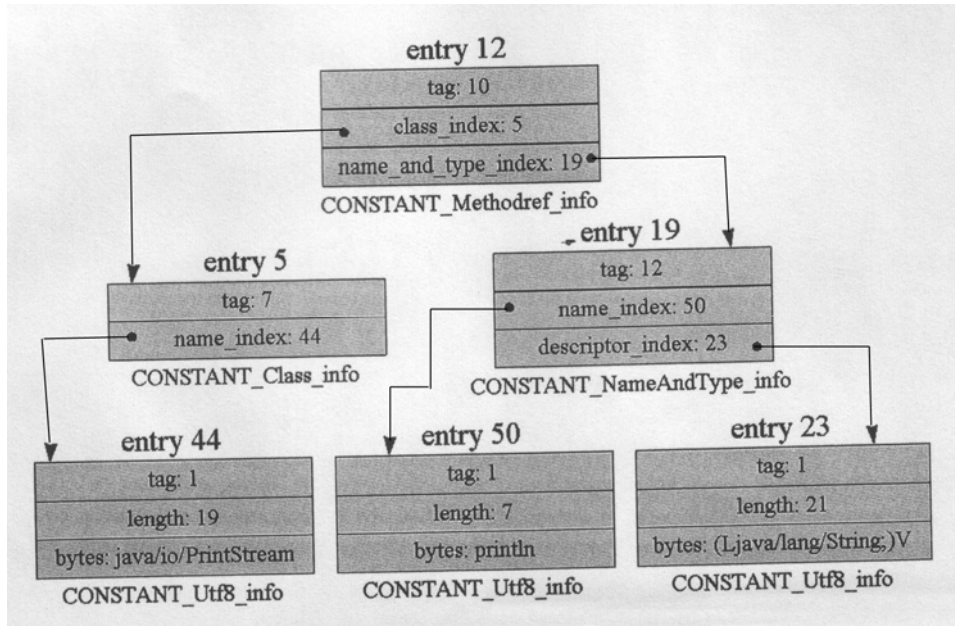 entry 12
tag: 10
class_index: 5
name_and_type_index: 19
CONSTANT_Methodref_info
entry 5
tag: 7
name_index: 44
CONSTANT_Class_info
entry 19
tag: 12
name_index: 50
descriptor_index: 23
CONSTANT_NameAndType_info
entry 44
tag: 1
length: 19
bytes: java/io/PrintStream
CONSTANT_Utf8_info
entry 50
tag: 1
length: 7
bytes: println
CONSTANT_Utf8_info
entry 23
tag: 1
length: 21
bytes: (Ljava/lang/String;)V
CONSTANT_Utf8_info